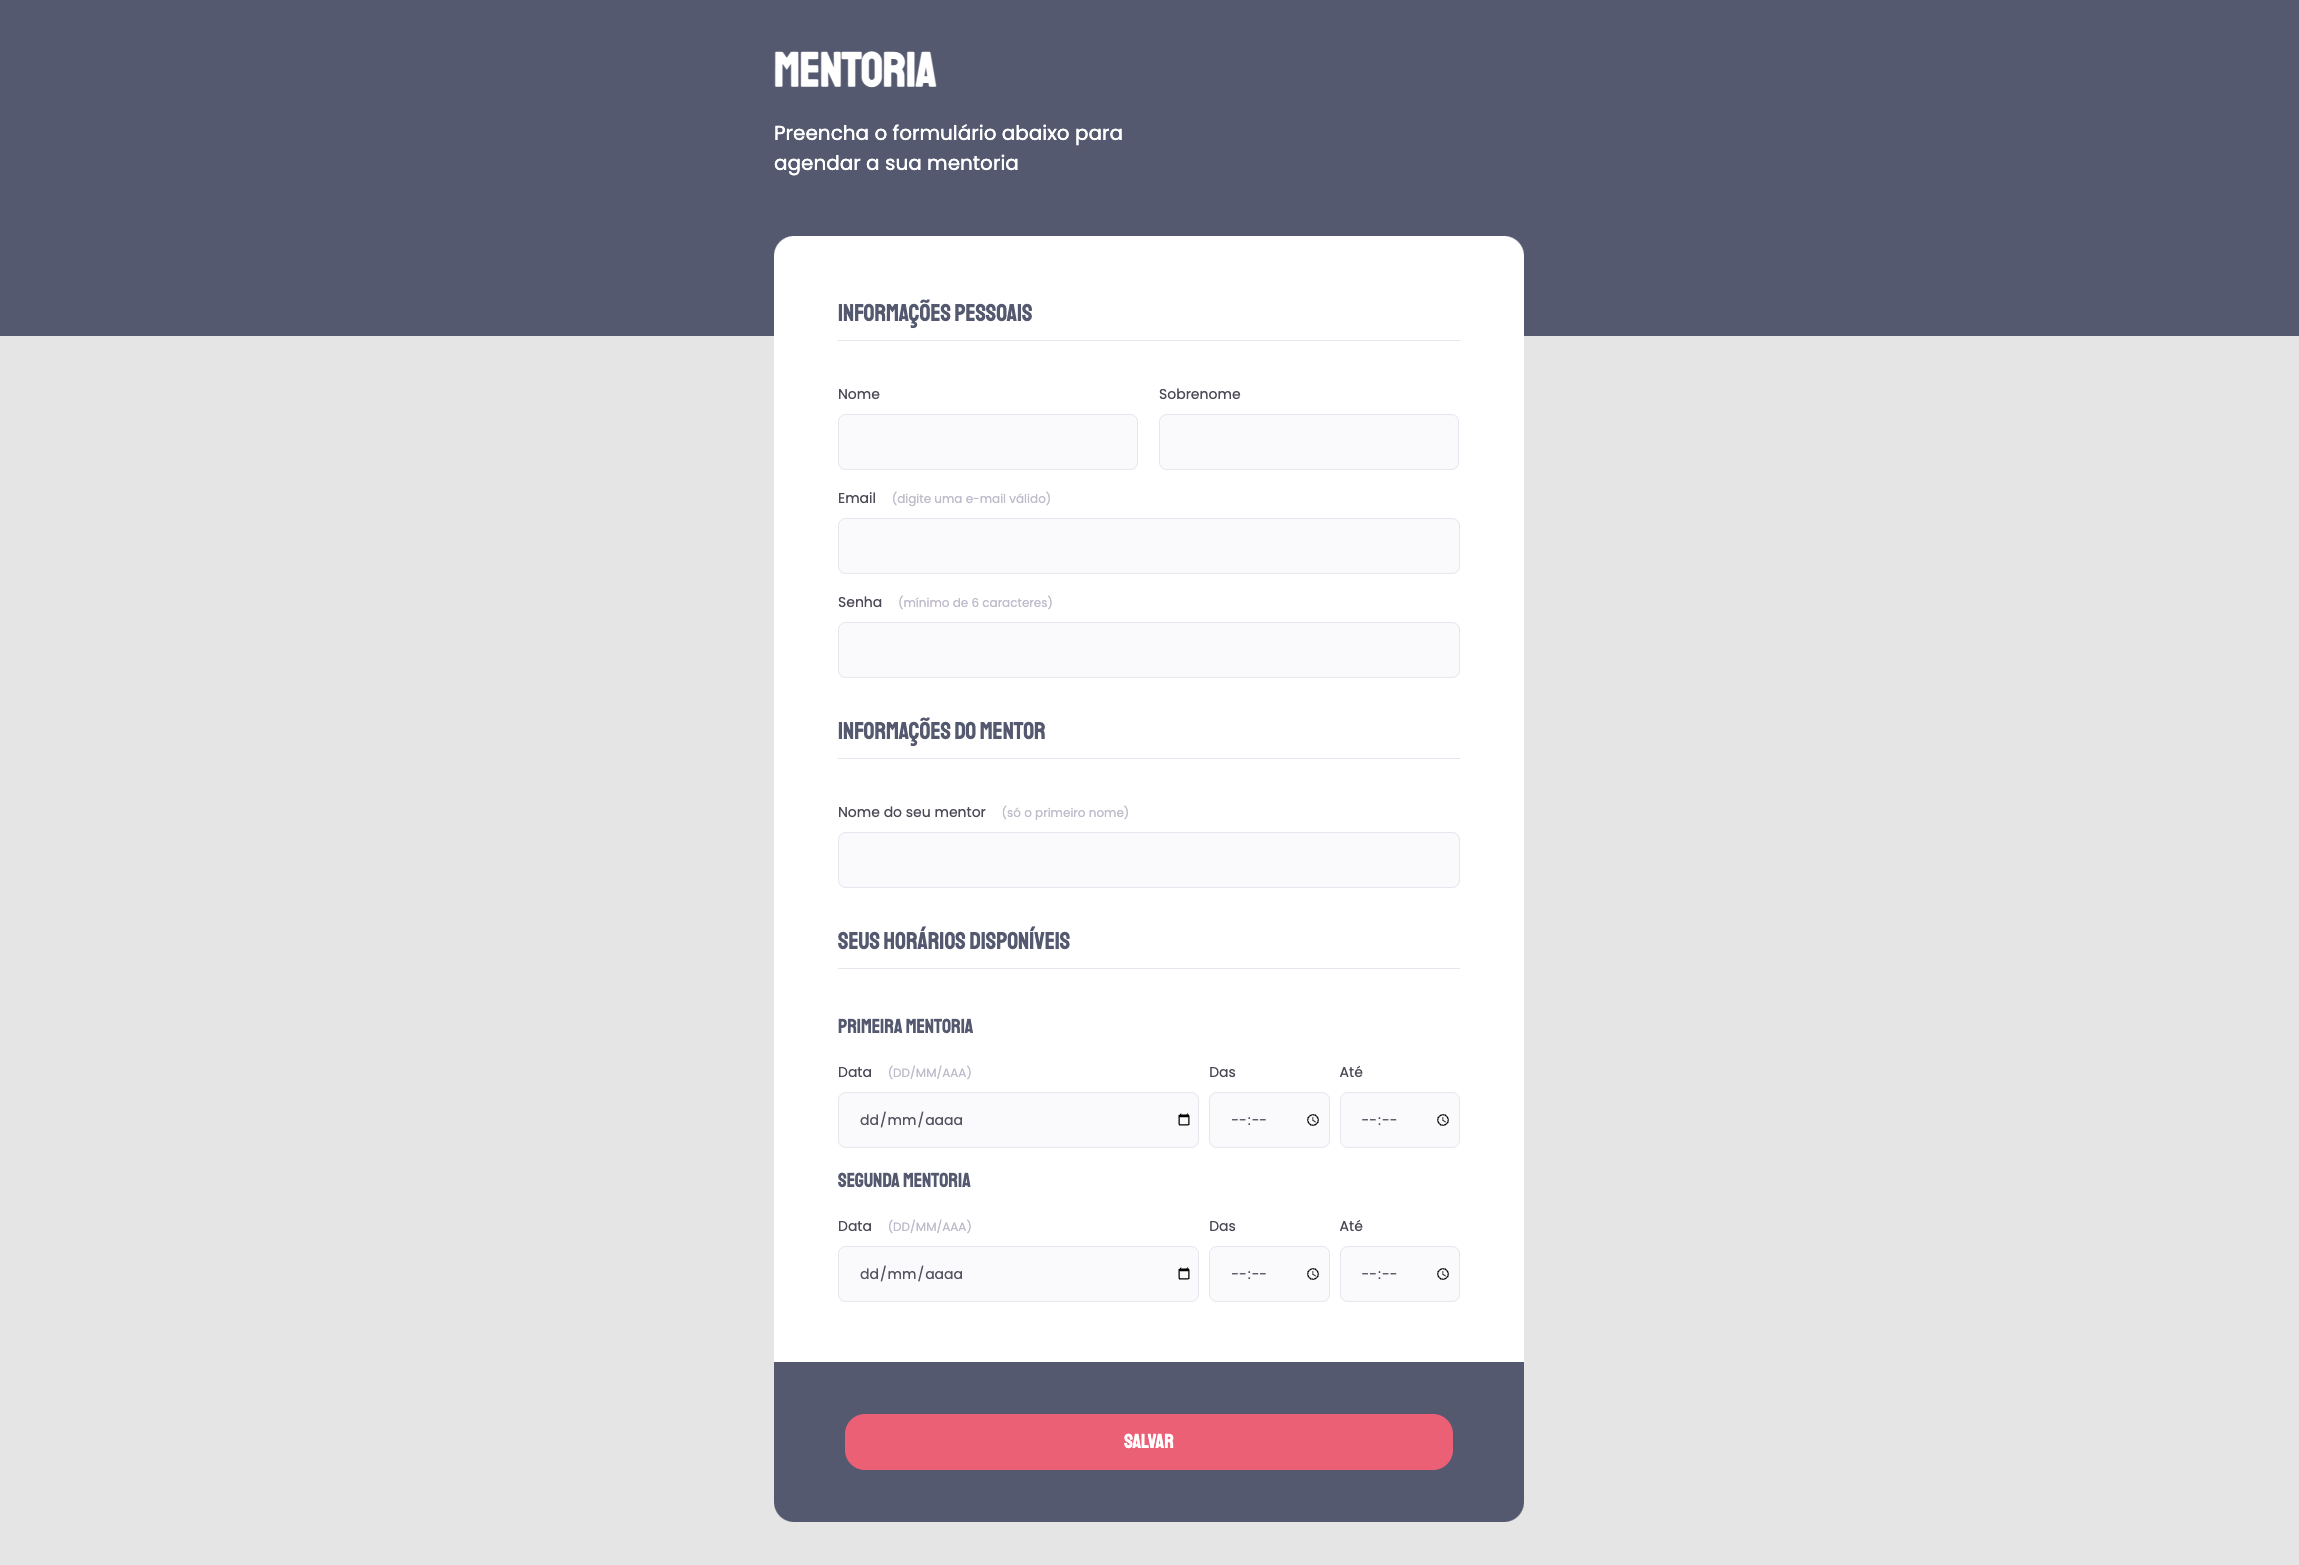 MENTORIA
Preencha o formulário abaixo para
agendar a sua mentoria
INFORMAÇÕES PESSOAIS
Nome Sobrenome
Email (digite uma e-mail válido)
Senha (mínimo de 6 caracteres)
INFORMAÇÕES DO MENTOR
Nome do seu mentor (só o primeiro nome)
SEUS HORÁRIOS DISPONÍVEIS
PRIMEIRA MENTORIA
Data (DD/MM/AAA) Das Até
dd/mm/aaaa --:-- --:--
SEGUNDA MENTORIA
Data (DD/MM/AAA) Das Até
dd/mm/aaaa --:-- --:--
SALVAR